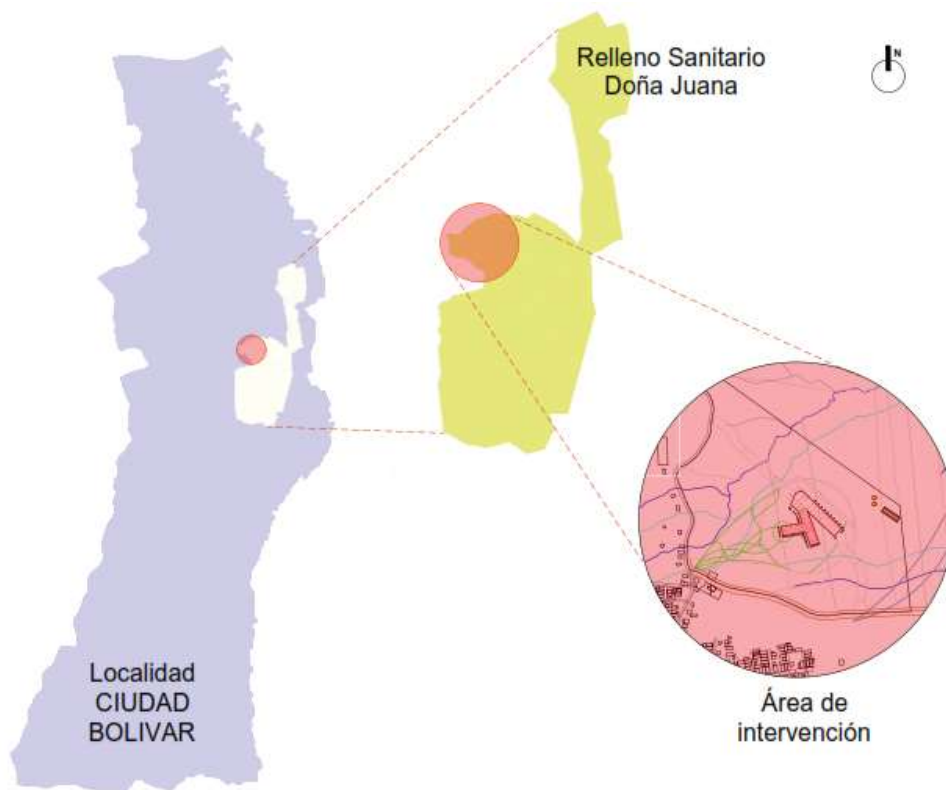 Relleno Sanitario
Doña Juana
N
Localidad
CIUDAD
BOLIVAR
Área de
intervención